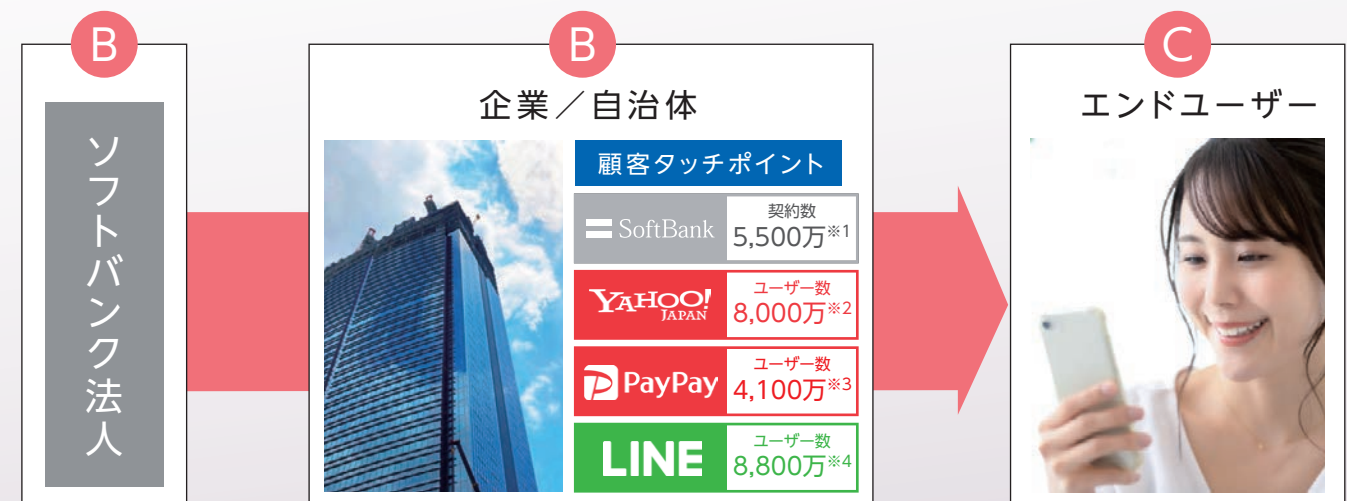 B
ソフトバンク法人
B
企業／自治体
顧客タッチポイント
SoftBank
契約数
5,500万※1
YAHOO!
JAPAN
ユーザー数
8,000万※2
PayPay
ユーザー数
4,100万※3
LINE
ユーザー数
8,800万※4
C
エンドユーザー